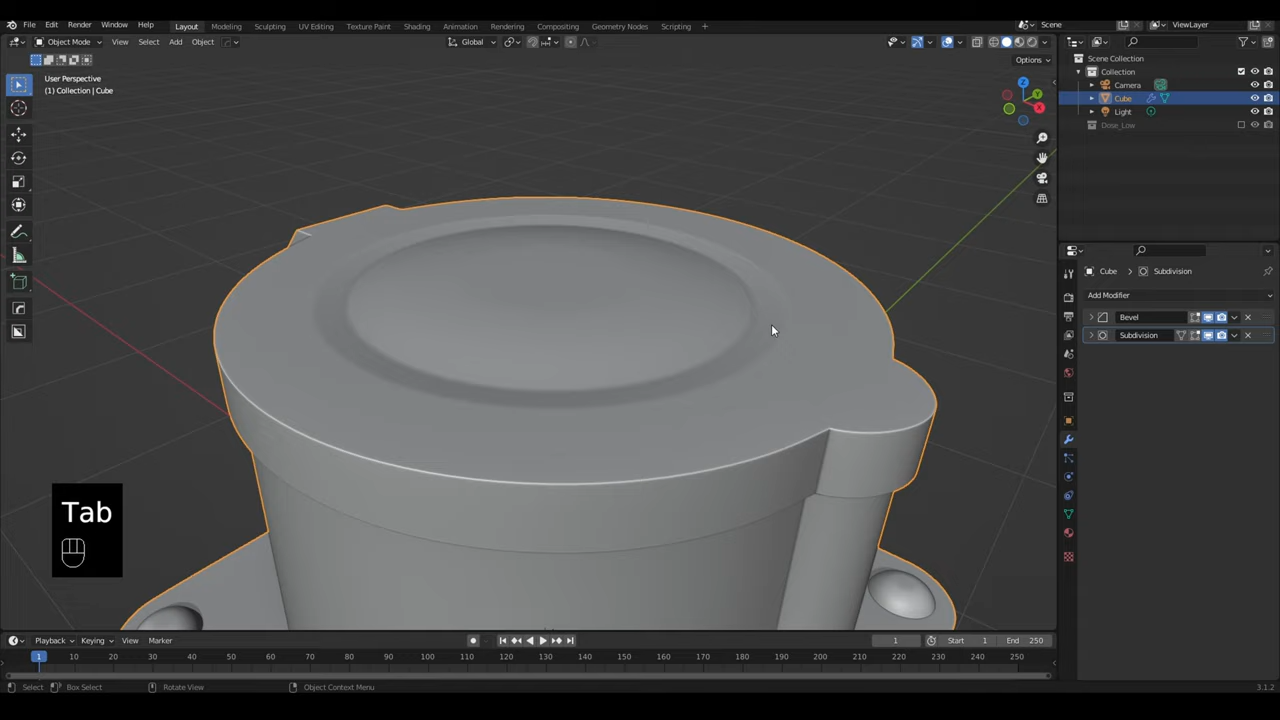 File Edit Render Window Help Layout Modeling Sculpting UV Editing Texture Paint Shading Animation Rendering Compositing Geometry Nodes Scripting + Scene ViewLayer
Object Mode View Select Add Object Global
Options
User Perspective
(1) Collection | Cube
Scene Collection
Collection
Camera
Cube
Light
Dose_Low
Cube > Subdivision
Add Modifier
Bevel
Subdivision
Tab
Playback Keying View Marker 1 Start 1 End 250
1 10 20 30 40 50 60 70 80 90 100 110 120 130 140 150 160 170 180 190 200 210 220 230 240 250
Select Box Select Rotate View Object Context Menu 3.1.2